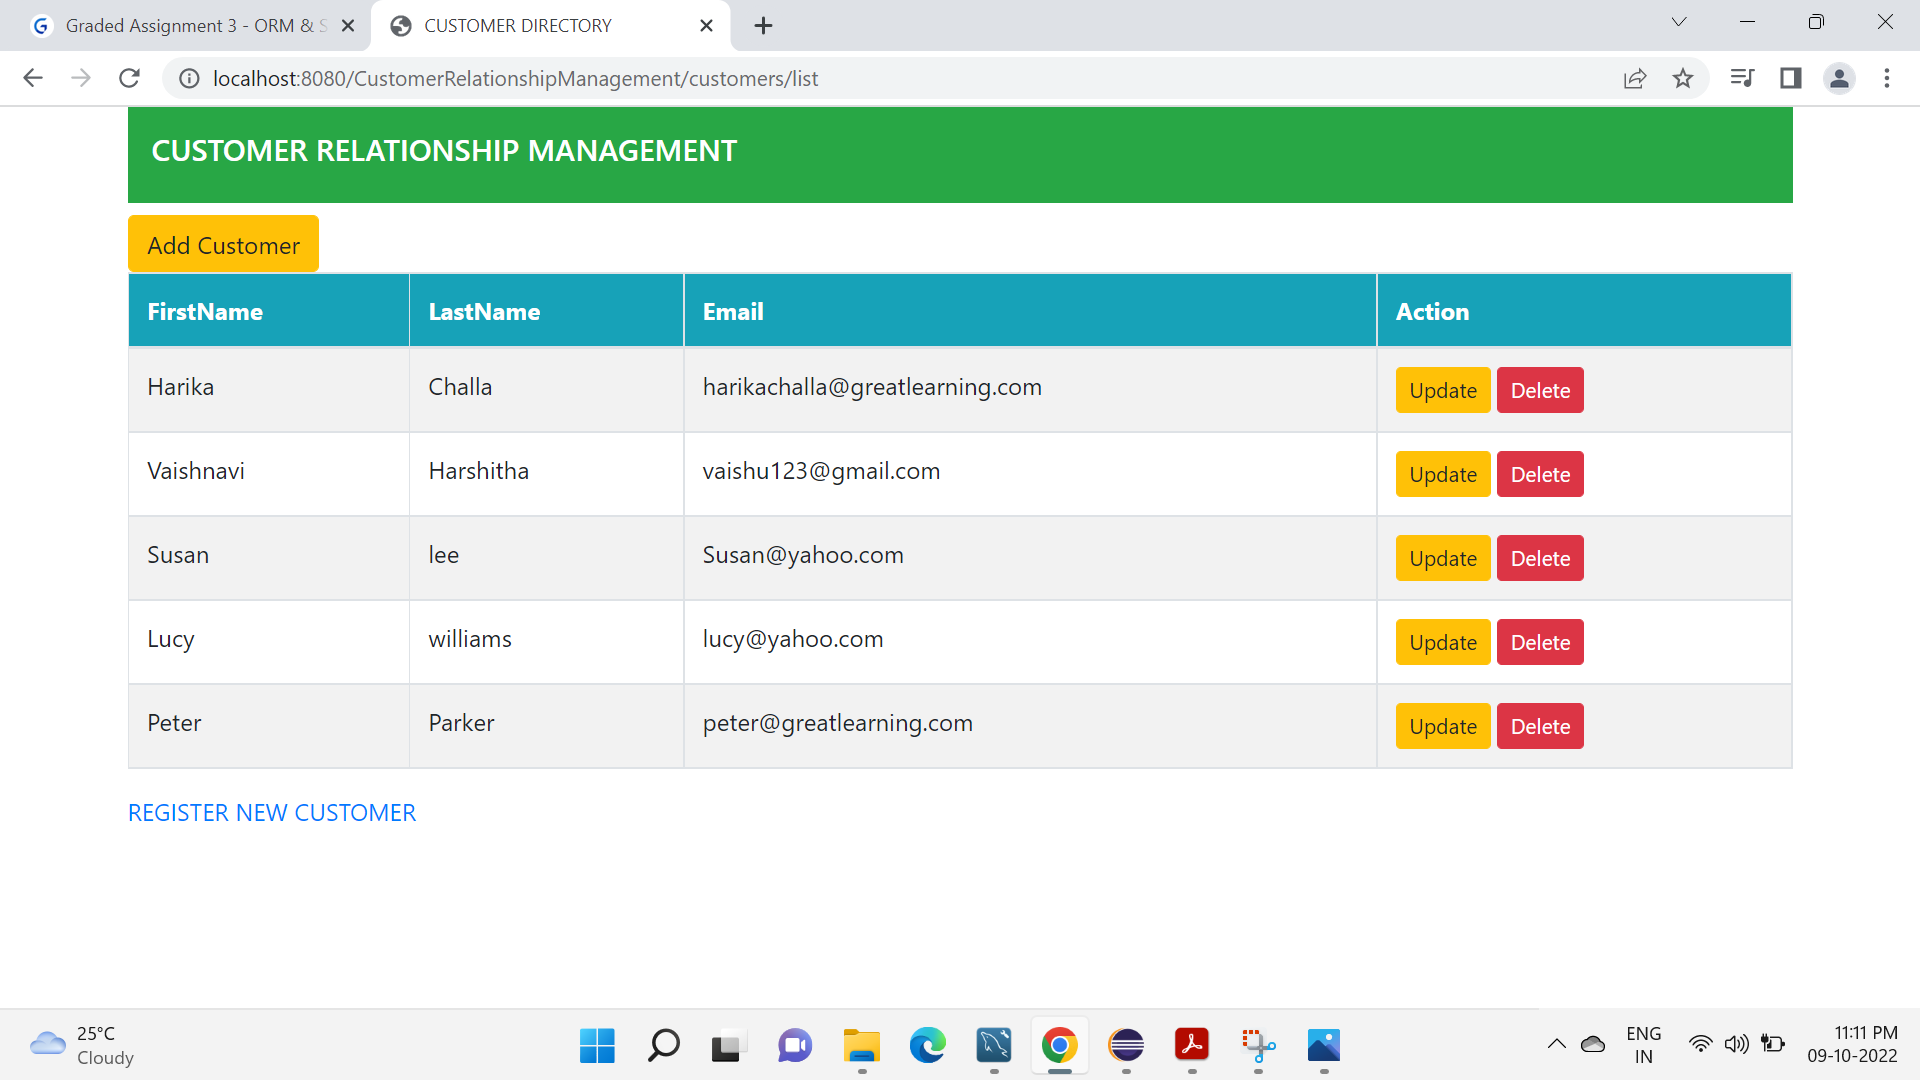 Graded Assignment 3 - ORM & S
CUSTOMER DIRECTORY
localhost:8080/CustomerRelationshipManagement/customers/list
CUSTOMER RELATIONSHIP MANAGEMENT
Add Customer
FirstName LastName Email Action
Harika Challa harikachalla@greatlearning.com Update Delete
Vaishnavi Harshitha vaishu123@gmail.com Update Delete
Susan lee Susan@yahoo.com Update Delete
Lucy williams lucy@yahoo.com Update Delete
Peter Parker peter@greatlearning.com Update Delete
REGISTER NEW CUSTOMER
25°C
Cloudy
ENG
IN
11:11 PM
09-10-2022